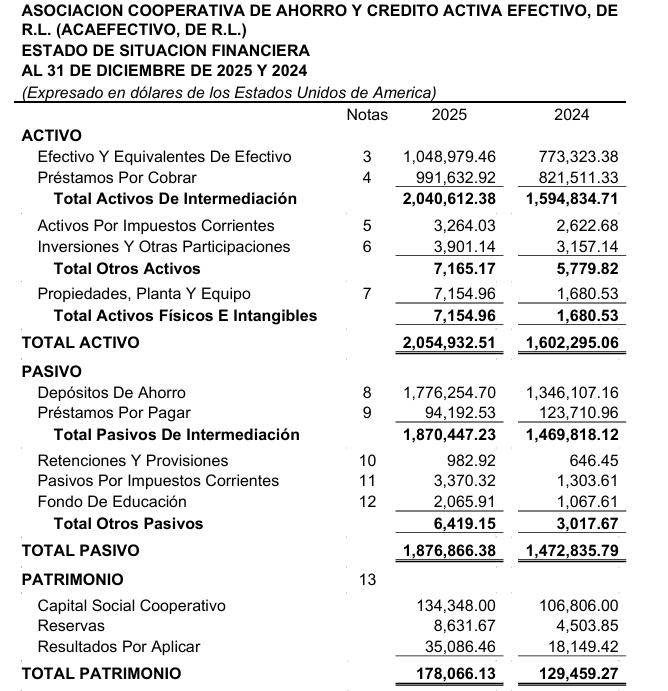 ASOCIACION COOPERATIVA DE AHORRO Y CREDITO ACTIVA EFECTIVO, DE
R.L. (ACAEFECTIVO, DE R.L.)
ESTADO DE SITUACION FINANCIERA
AL 31 DE DICIEMBRE DE 2025 Y 2024
(Expresado en dólares de los Estados Unidos de America)
Notas 2025 2024
ACTIVO
Efectivo Y Equivalentes De Efectivo 3 1,048,979.46 773,323.38
Préstamos Por Cobrar 4 991,632.92 821,511.33
Total Activos De Intermediación 2,040,612.38 1,594,834.71
Activos Por Impuestos Corrientes 5 3,264.03 2,622.68
Inversiones Y Otras Participaciones 6 3,901.14 3,157.14
Total Otros Activos 7,165.17 5,779.82
Propiedades, Planta Y Equipo 7 7,154.96 1,680.53
Total Activos Físicos E Intangibles 7,154.96 1,680.53
TOTAL ACTIVO 2,054,932.51 1,602,295.06
PASIVO
Depósitos De Ahorro 8 1,776,254.70 1,346,107.16
Préstamos Por Pagar 9 94,192.53 123,710.96
Total Pasivos De Intermediación 1,870,447.23 1,469,818.12
Retenciones Y Provisiones 10 982.92 646.45
Pasivos Por Impuestos Corrientes 11 3,370.32 1,303.61
Fondo De Educación 12 2,065.91 1,067.61
Total Otros Pasivos 6,419.15 3,017.67
TOTAL PASIVO 1,876,866.38 1,472,835.79
PATRIMONIO 13
Capital Social Cooperativo 134,348.00 106,806.00
Reservas 8,631.67 4,503.85
Resultados Por Aplicar 35,086.46 18,149.42
TOTAL PATRIMONIO 178,066.13 129,459.27